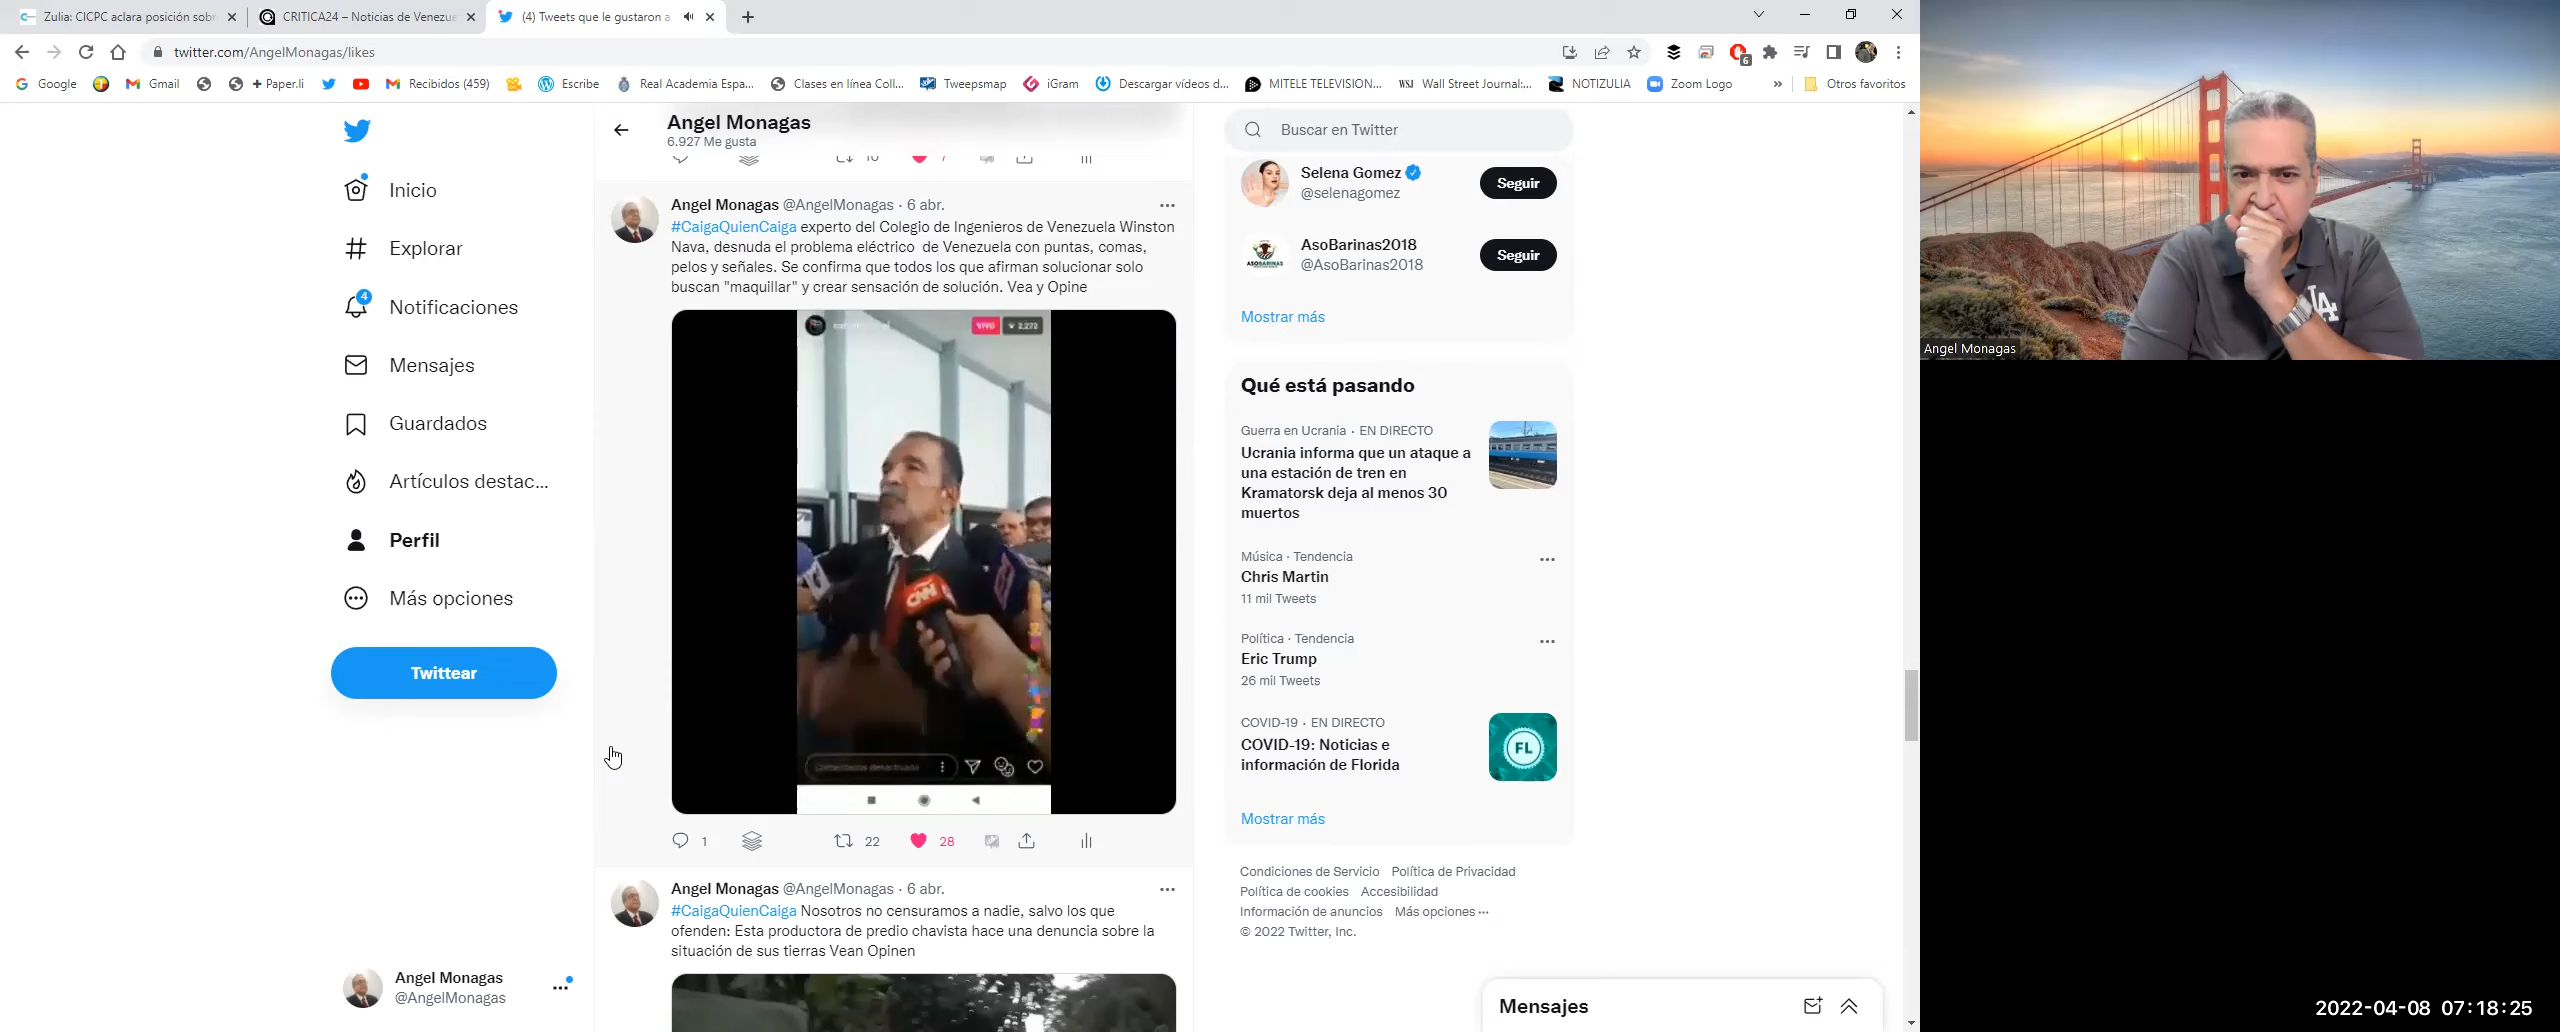 Zulia: CICPC aclara posición sobr
CRITICA24 – Noticias de Venezue
(4) Tweets que le gustaron a
twitter.com/AngelMonagas/likes
6
Google
Gmail
+ Paper.li
Recibidos (459)
Escribe
Real Academia Espa...
Clases en línea Coll...
Tweepsmap
iGram
Descargar vídeos d...
MITELE TELEVISION...
WSJ Wall Street Journal:...
NOTIZULIA
Zoom Logo
»
Otros favoritos
Inicio
Explorar
4
Notificaciones
Mensajes
Guardados
Artículos destac...
Perfil
Más opciones
Twittear
Angel Monagas
@AngelMonagas
Angel Monagas
6.927 Me gusta
Angel Monagas @AngelMonagas · 6 abr.
#CaigaQuienCaiga experto del Colegio de Ingenieros de Venezuela Winston
Nava, desnuda el problema eléctrico de Venezuela con puntas, comas,
pelos y señales. Se confirma que todos los que afirman solucionar solo
buscan "maquillar" y crear sensación de solución. Vea y Opine
VIVO 2,272
CNN
1 22 28
Angel Monagas @AngelMonagas · 6 abr.
#CaigaQuienCaiga Nosotros no censuramos a nadie, salvo los que
ofenden: Esta productora de predio chavista hace una denuncia sobre la
situación de sus tierras Vean Opinen
Buscar en Twitter
Selena Gomez
@selenagomez
Seguir
AsoBarinas2018
@AsoBarinas2018
Seguir
ASOBARINAS
Mostrar más
Qué está pasando
Guerra en Ucrania · EN DIRECTO
Ucrania informa que un ataque a
una estación de tren en
Kramatorsk deja al menos 30
muertos
Música · Tendencia
Chris Martin
11 mil Tweets
Política · Tendencia
Eric Trump
26 mil Tweets
COVID-19 · EN DIRECTO
COVID-19: Noticias e
información de Florida
FL
Mostrar más
Condiciones de Servicio Política de Privacidad
Política de cookies Accesibilidad
Información de anuncios Más opciones ···
© 2022 Twitter, Inc.
Mensajes
LA
Angel Monagas
2022-04-08 07:18:25